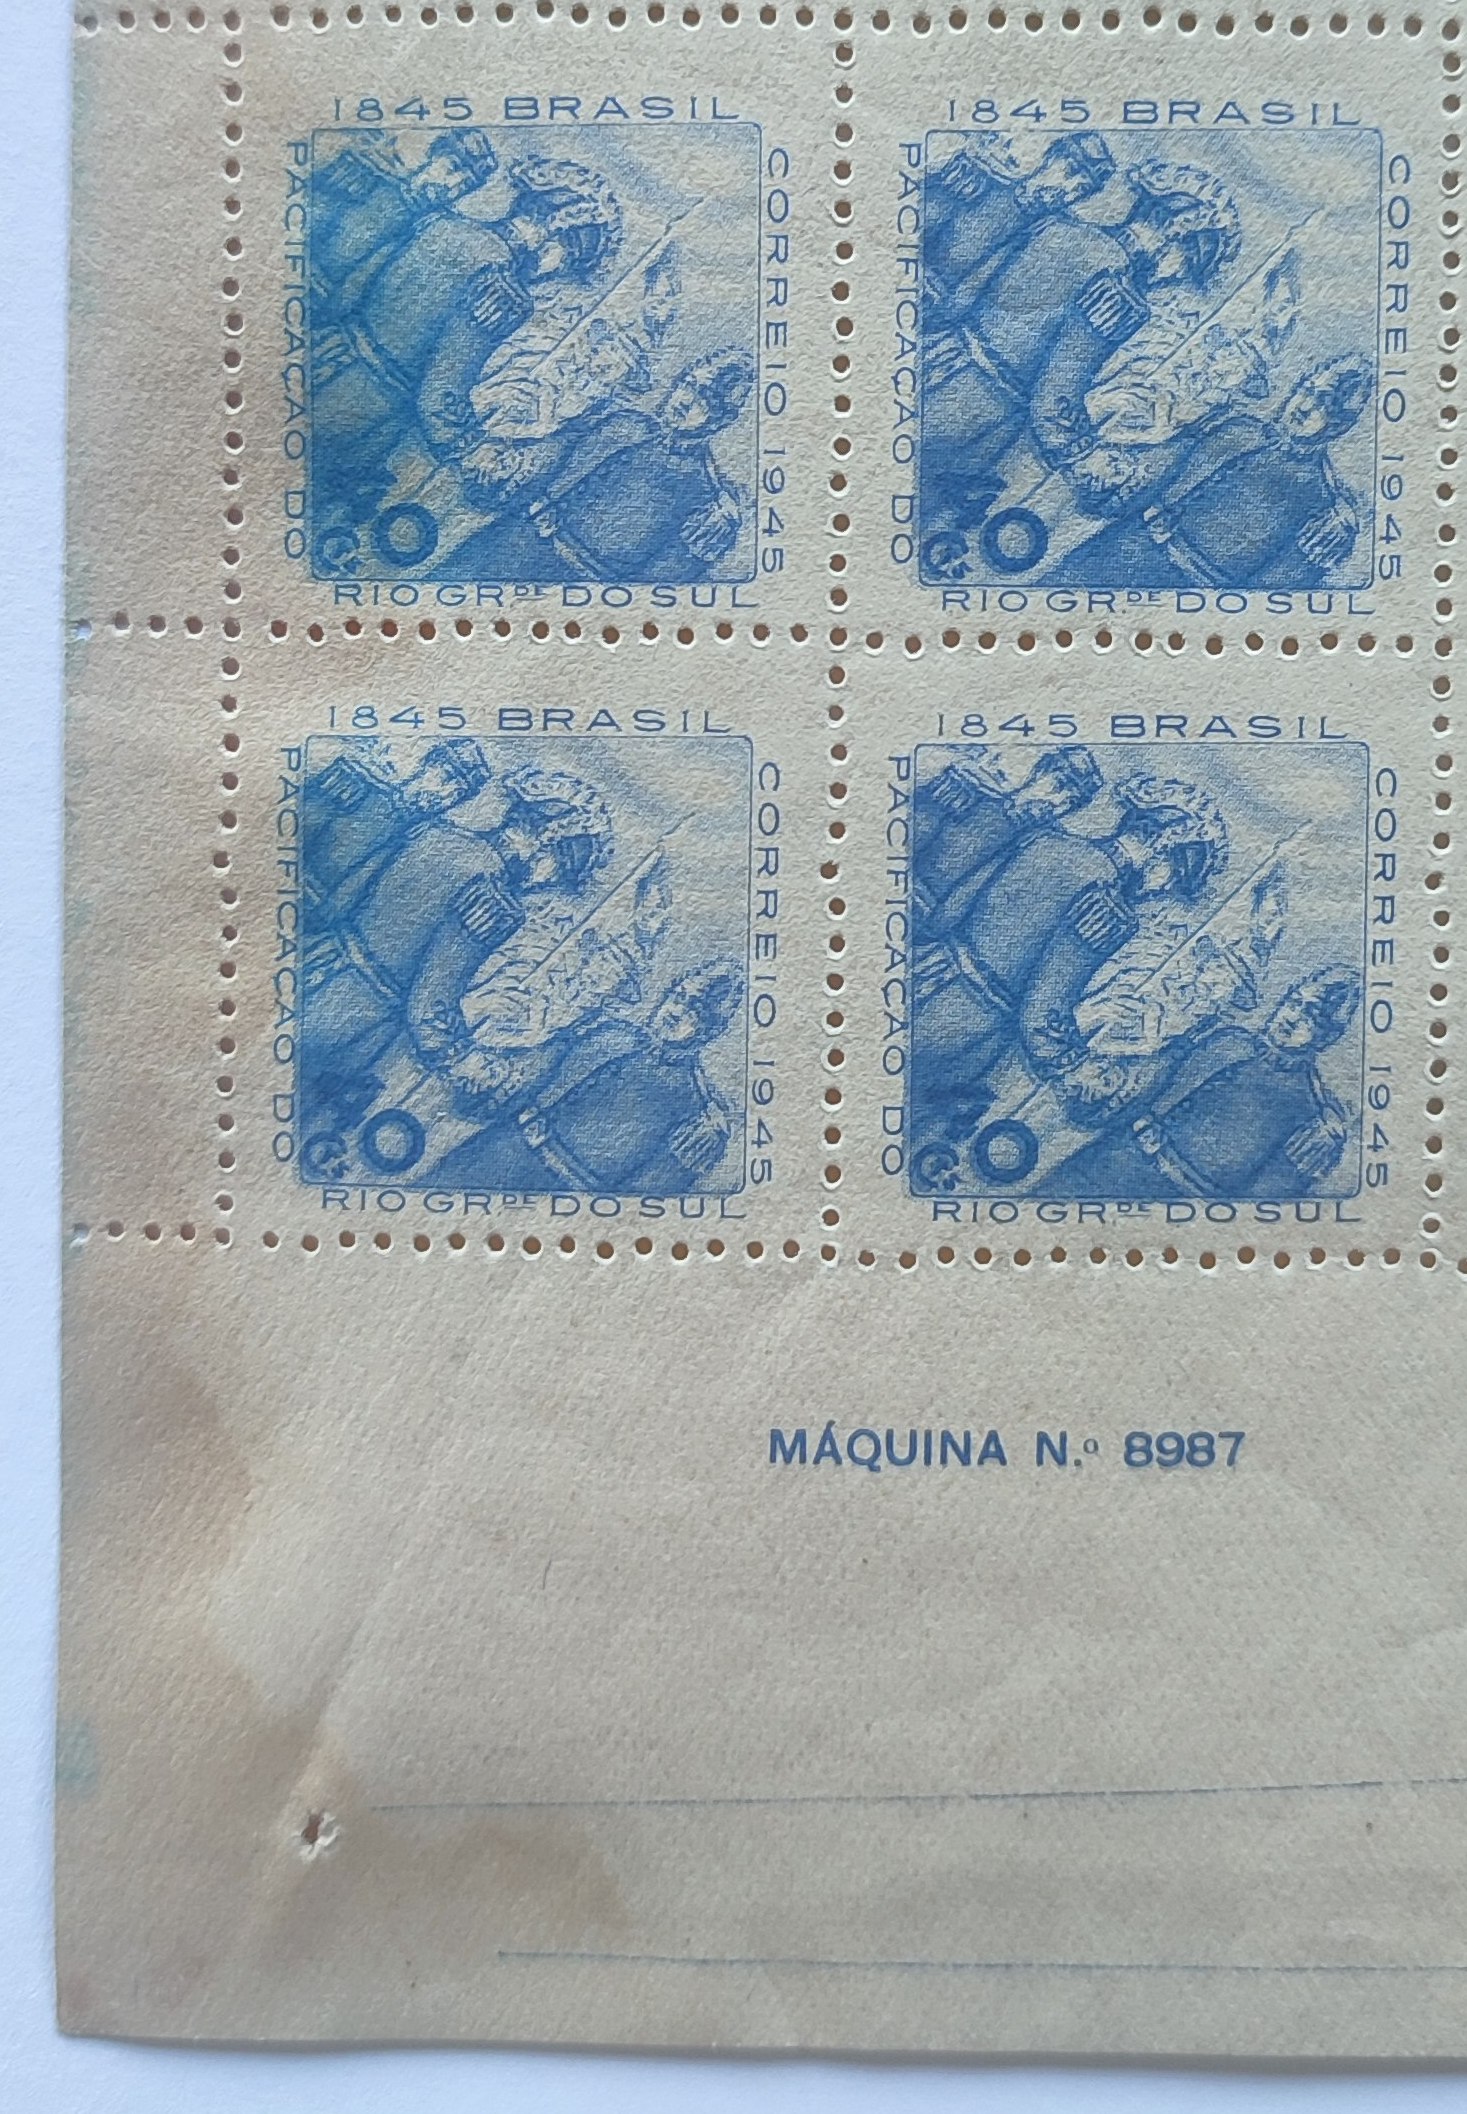 1845 BRASIL
PACIFICAÇÃO DO
CORREIO 1945
RIO GR.DE DO SUL
1845 BRASIL
PACIFICAÇÃO DO
CORREIO 1945
RIO GR.DE DO SUL
1845 BRASIL
PACIFICAÇÃO DO
CORREIO 1945
RIO GR.DE DO SUL
1845 BRASIL
PACIFICAÇÃO DO
CORREIO 1945
RIO GR.DE DO SUL
MÁQUINA N.º 8987